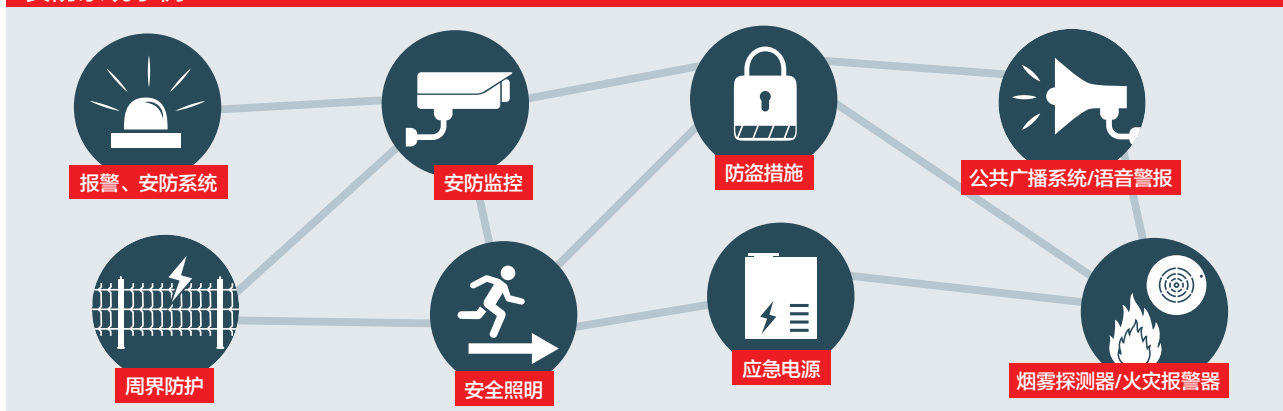 报警、安防系统
安防监控
防盗措施
公共广播系统/语音警报
周界防护
安全照明
应急电源
烟雾探测器/火灾报警器